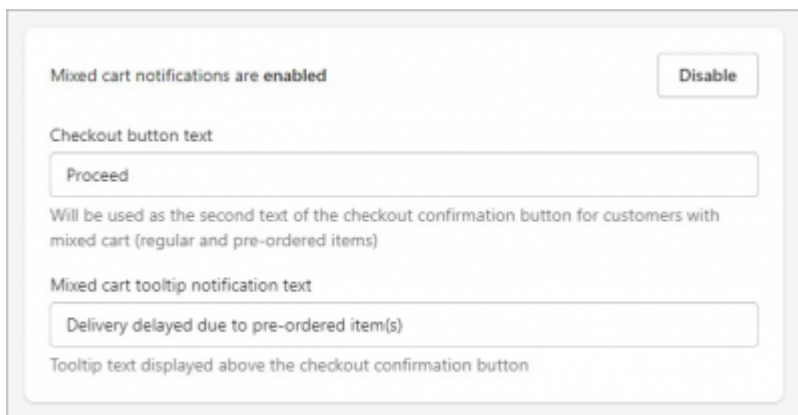 Mixed cart notifications are enabled
Disable
Checkout button text
Proceed
Will be used as the second text of the checkout confirmation button for customers with
mixed cart (regular and pre-ordered items)
Mixed cart tooltip notification text
Delivery delayed due to pre-ordered item(s)
Tooltip text displayed above the checkout confirmation button